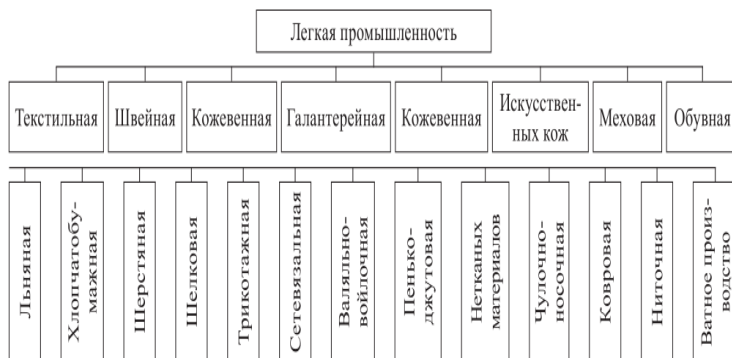 Легкая промышленность
Текстильная
Швейная
Кожевенная
Галантерейная
Кожевенная
Искусствен-
ных кож
Меховая
Обувная
Льняная
Хлопчатобу-
мажная
Шерстяная
Шелковая
Трикотажная
Сетевязальная
Валяльно-
войлочная
Пенько-
джутовая
Нетканых
материалов
Чулочно-
носочная
Ковровая
Ниточная
Ватное произ-
водство